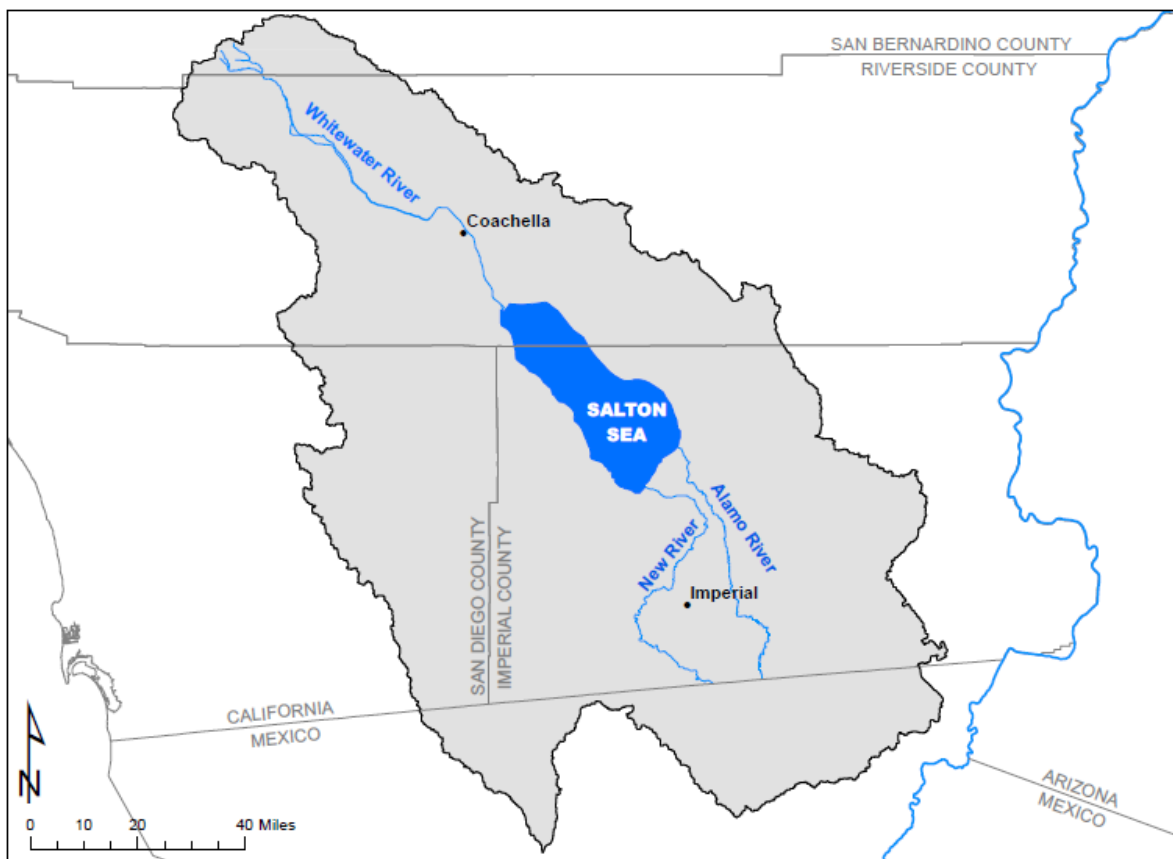 SAN BERNARDINO COUNTY
RIVERSIDE COUNTY
Whitewater River
Coachella
SALTON
SEA
Alamo River
New River
Imperial
SAN DIEGO COUNTY
IMPERIAL COUNTY
CALIFORNIA
MEXICO
ARIZONA
MEXICO
N
0 10 20 40 Miles